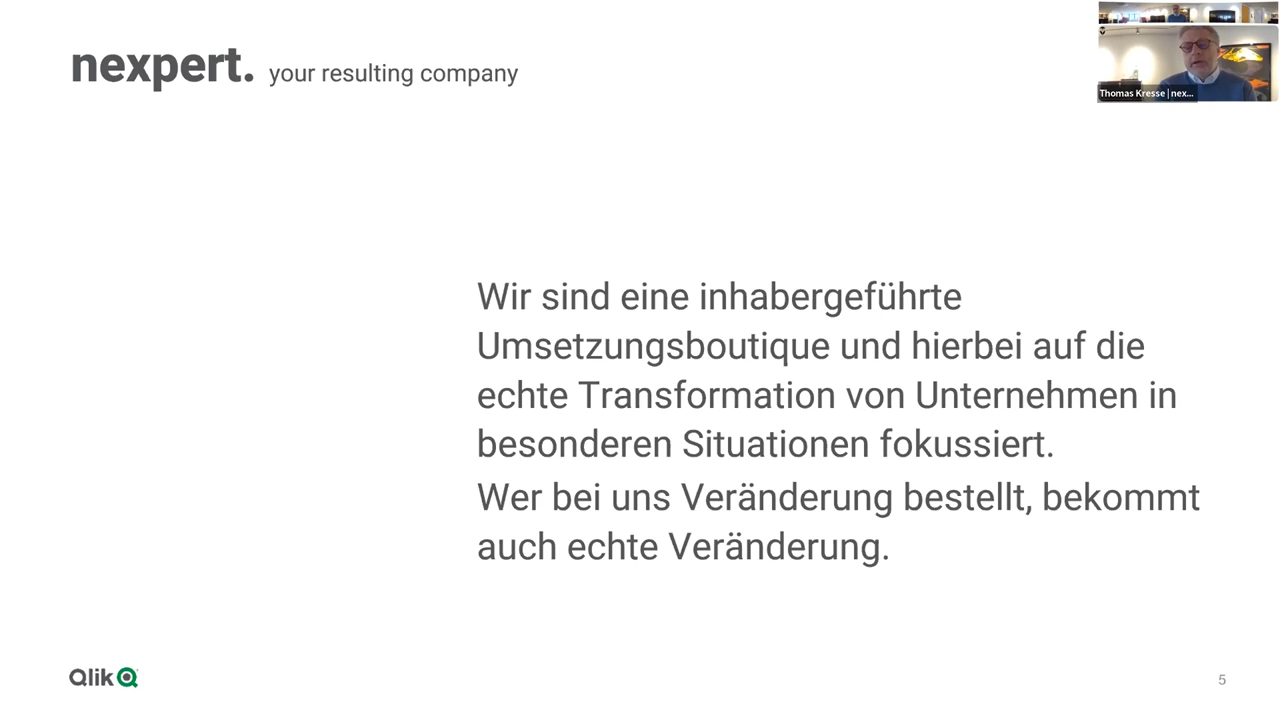 nexpert. your resulting company
Thomas Kresse | nex...
Wir sind eine inhabergeführte
Umsetzungsboutique und hierbei auf die
echte Transformation von Unternehmen in
besonderen Situationen fokussiert.
Wer bei uns Veränderung bestellt, bekommt
auch echte Veränderung.
Qlik
5